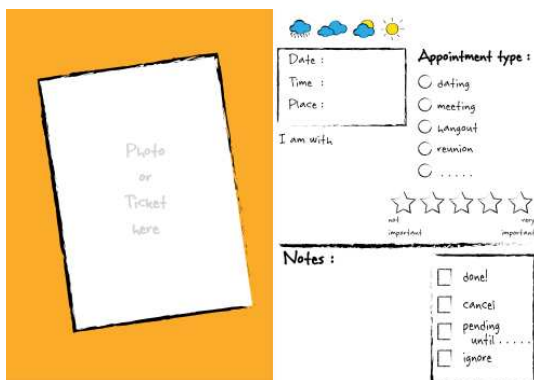 Photo
or
Ticket
here
Date :
Time :
Place :
I am with
Appointment type :
dating
meeting
hangout
reunion
.....
not important
very important
Notes :
done!
cancel
pending
until .....
ignore